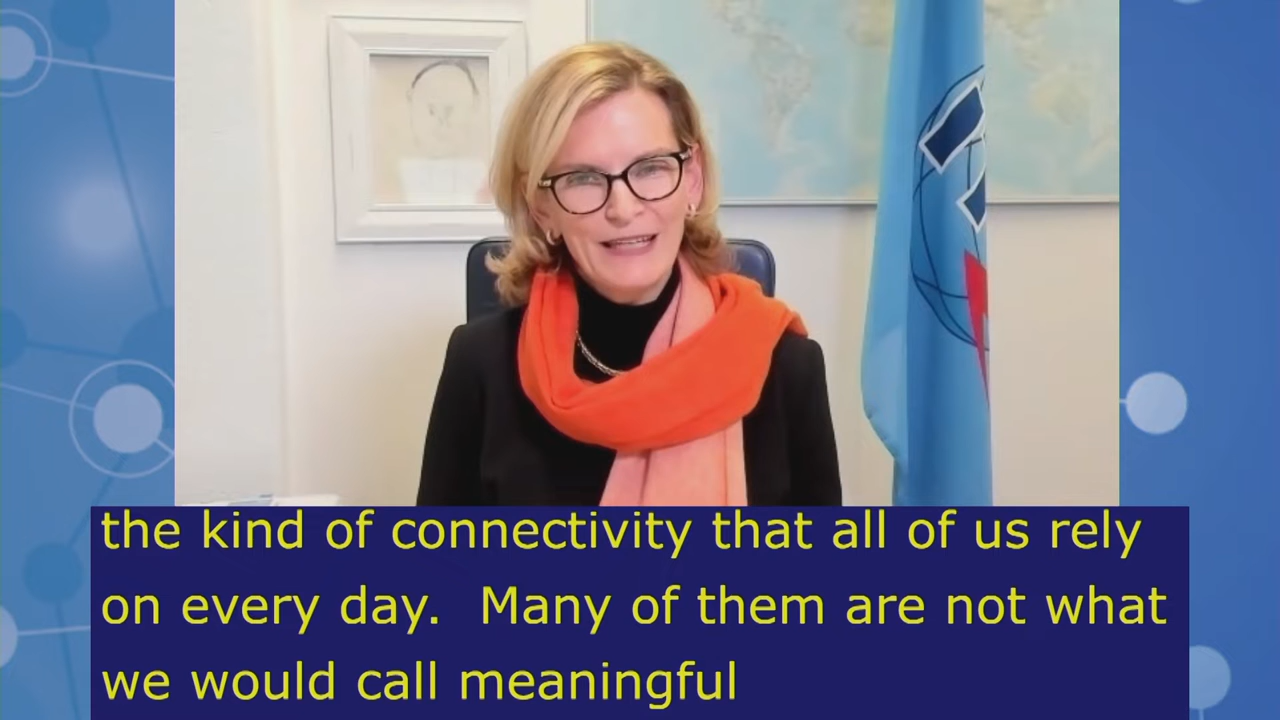 the kind of connectivity that all of us rely
on every day.  Many of them are not what
we would call meaningful